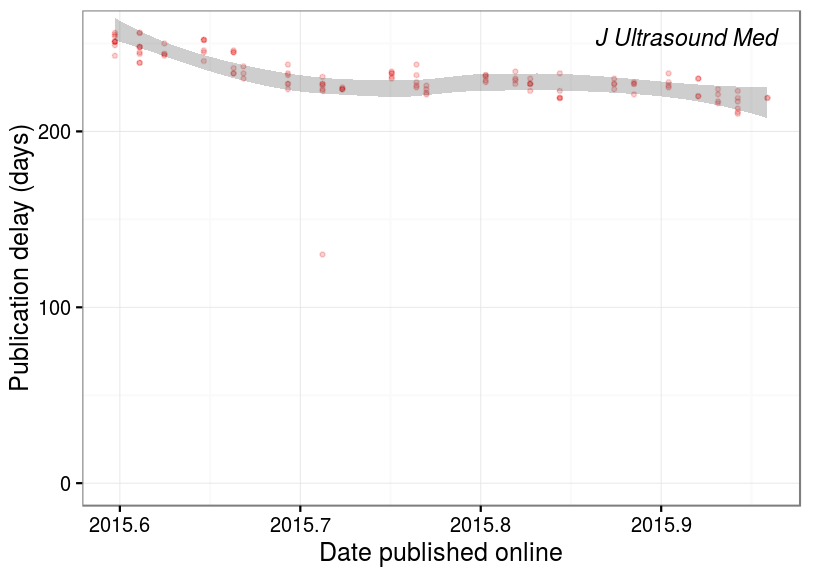 J Ultrasound Med
Publication delay (days)
200
100
0
2015.6 2015.7 2015.8 2015.9
Date published online